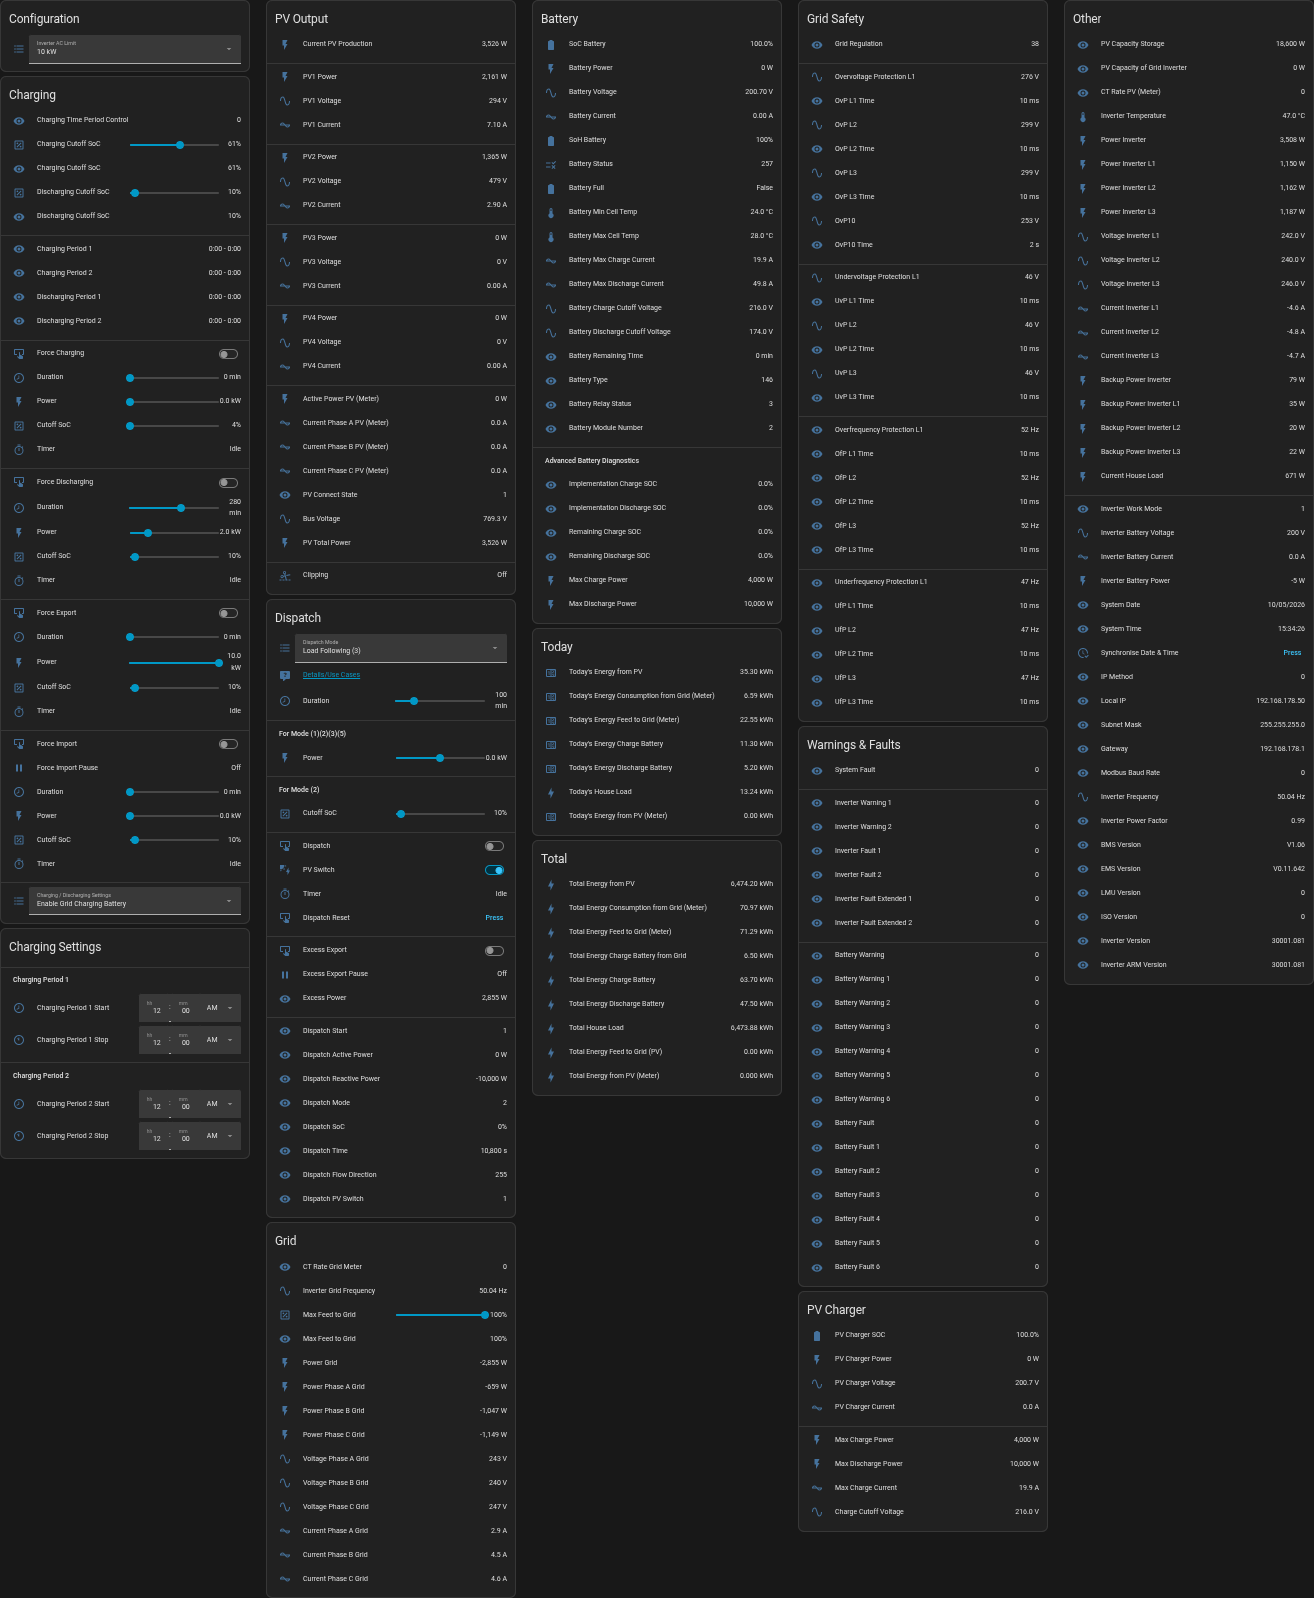 Configuration
Inverter AC Limit
10 kW
Charging
Charging Time Period Control 0
Charging Cutoff SoC 61%
Charging Cutoff SoC 61%
Discharging Cutoff SoC 10%
Discharging Cutoff SoC 10%
Charging Period 1 0:00 - 0:00
Charging Period 2 0:00 - 0:00
Discharging Period 1 0:00 - 0:00
Discharging Period 2 0:00 - 0:00
Force Charging
Duration 0 min
Power 0.0 kW
Cutoff SoC 4%
Timer Idle
Force Discharging
Duration 280 min
Power 2.0 kW
Cutoff SoC 10%
Timer Idle
Force Export
Duration 0 min
Power 10.0 kW
Cutoff SoC 10%
Timer Idle
Force Import
Force Import Pause Off
Duration 0 min
Power 0.0 kW
Cutoff SoC 10%
Timer Idle
Charging / Discharging Settings
Enable Grid Charging Battery
Charging Settings
Charging Period 1
Charging Period 1 Start hh 12 : mm 00 AM
Charging Period 1 Stop hh 12 : mm 00 AM
Charging Period 2
Charging Period 2 Start hh 12 : mm 00 AM
Charging Period 2 Stop hh 12 : mm 00 AM
PV Output
Current PV Production 3,526 W
PV1 Power 2,161 W
PV1 Voltage 294 V
PV1 Current 7.10 A
PV2 Power 1,365 W
PV2 Voltage 479 V
PV2 Current 2.90 A
PV3 Power 0 W
PV3 Voltage 0 V
PV3 Current 0.00 A
PV4 Power 0 W
PV4 Voltage 0 V
PV4 Current 0.00 A
Active Power PV (Meter) 0 W
Current Phase A PV (Meter) 0.0 A
Current Phase B PV (Meter) 0.0 A
Current Phase C PV (Meter) 0.0 A
PV Connect State 1
Bus Voltage 769.3 V
PV Total Power 3,526 W
Clipping Off
Dispatch
Dispatch Mode
Load Following (3)
Details/Use Cases
Duration 100 min
For Mode (1)(2)(3)(5)
Power 0.0 kW
For Mode (2)
Cutoff SoC 10%
Dispatch
PV Switch
Timer Idle
Dispatch Reset Press
Excess Export
Excess Export Pause Off
Excess Power 2,855 W
Dispatch Start 1
Dispatch Active Power 0 W
Dispatch Reactive Power -10,000 W
Dispatch Mode 2
Dispatch SoC 0%
Dispatch Time 10,800 s
Dispatch Flow Direction 255
Dispatch PV Switch 1
Grid
CT Rate Grid Meter 0
Inverter Grid Frequency 50.04 Hz
Max Feed to Grid 100%
Max Feed to Grid 100%
Power Grid -2,855 W
Power Phase A Grid -659 W
Power Phase B Grid -1,047 W
Power Phase C Grid -1,149 W
Voltage Phase A Grid 243 V
Voltage Phase B Grid 240 V
Voltage Phase C Grid 247 V
Current Phase A Grid 2.9 A
Current Phase B Grid 4.5 A
Current Phase C Grid 4.6 A
Battery
SoC Battery 100.0%
Battery Power 0 W
Battery Voltage 200.70 V
Battery Current 0.00 A
SoH Battery 100%
Battery Status 257
Battery Full False
Battery Min Cell Temp 24.0 °C
Battery Max Cell Temp 28.0 °C
Battery Max Charge Current 19.9 A
Battery Max Discharge Current 49.8 A
Battery Charge Cutoff Voltage 216.0 V
Battery Discharge Cutoff Voltage 174.0 V
Battery Remaining Time 0 min
Battery Type 146
Battery Relay Status 3
Battery Module Number 2
Advanced Battery Diagnostics
Implementation Charge SOC 0.0%
Implementation Discharge SOC 0.0%
Remaining Charge SOC 0.0%
Remaining Discharge SOC 0.0%
Max Charge Power 4,000 W
Max Discharge Power 10,000 W
Today
Today's Energy from PV 35.30 kWh
Today's Energy Consumption from Grid (Meter) 6.59 kWh
Today's Energy Feed to Grid (Meter) 22.55 kWh
Today's Energy Charge Battery 11.30 kWh
Today's Energy Discharge Battery 5.20 kWh
Today's House Load 13.24 kWh
Today's Energy from PV (Meter) 0.00 kWh
Total
Total Energy from PV 6,474.20 kWh
Total Energy Consumption from Grid (Meter) 70.97 kWh
Total Energy Feed to Grid (Meter) 71.29 kWh
Total Energy Charge Battery from Grid 6.50 kWh
Total Energy Charge Battery 63.70 kWh
Total Energy Discharge Battery 47.50 kWh
Total House Load 6,473.88 kWh
Total Energy Feed to Grid (PV) 0.00 kWh
Total Energy from PV (Meter) 0.000 kWh
Grid Safety
Grid Regulation 38
Overvoltage Protection L1 276 V
OvP L1 Time 10 ms
OvP L2 299 V
OvP L2 Time 10 ms
OvP L3 299 V
OvP L3 Time 10 ms
OvP10 253 V
OvP10 Time 2 s
Undervoltage Protection L1 46 V
UvP L1 Time 10 ms
UvP L2 46 V
UvP L2 Time 10 ms
UvP L3 46 V
UvP L3 Time 10 ms
Overfrequency Protection L1 52 Hz
OfP L1 Time 10 ms
OfP L2 52 Hz
OfP L2 Time 10 ms
OfP L3 52 Hz
OfP L3 Time 10 ms
Underfrequency Protection L1 47 Hz
UfP L1 Time 10 ms
UfP L2 47 Hz
UfP L2 Time 10 ms
UfP L3 47 Hz
UfP L3 Time 10 ms
Warnings & Faults
System Fault 0
Inverter Warning 1 0
Inverter Warning 2 0
Inverter Fault 1 0
Inverter Fault 2 0
Inverter Fault Extended 1 0
Inverter Fault Extended 2 0
Battery Warning 0
Battery Warning 1 0
Battery Warning 2 0
Battery Warning 3 0
Battery Warning 4 0
Battery Warning 5 0
Battery Warning 6 0
Battery Fault 0
Battery Fault 1 0
Battery Fault 2 0
Battery Fault 3 0
Battery Fault 4 0
Battery Fault 5 0
Battery Fault 6 0
PV Charger
PV Charger SOC 100.0%
PV Charger Power 0 W
PV Charger Voltage 200.7 V
PV Charger Current 0.0 A
Max Charge Power 4,000 W
Max Discharge Power 10,000 W
Max Charge Current 19.9 A
Charge Cutoff Voltage 216.0 V
Other
PV Capacity Storage 18,600 W
PV Capacity of Grid Inverter 0 W
CT Rate PV (Meter) 0
Inverter Temperature 47.0 °C
Power Inverter 3,508 W
Power Inverter L1 1,150 W
Power Inverter L2 1,162 W
Power Inverter L3 1,187 W
Voltage Inverter L1 242.0 V
Voltage Inverter L2 240.0 V
Voltage Inverter L3 246.0 V
Current Inverter L1 -4.6 A
Current Inverter L2 -4.8 A
Current Inverter L3 -4.7 A
Backup Power Inverter 79 W
Backup Power Inverter L1 35 W
Backup Power Inverter L2 20 W
Backup Power Inverter L3 22 W
Current House Load 671 W
Inverter Work Mode 1
Inverter Battery Voltage 200 V
Inverter Battery Current 0.0 A
Inverter Battery Power -5 W
System Date 10/05/2026
System Time 15:34:26
Synchronise Date & Time Press
IP Method 0
Local IP 192.168.178.50
Subnet Mask 255.255.255.0
Gateway 192.168.178.1
Modbus Baud Rate 0
Inverter Frequency 50.04 Hz
Inverter Power Factor 0.99
BMS Version V1.06
EMS Version V0.11.642
LMU Version 0
ISO Version 0
Inverter Version 30001.081
Inverter ARM Version 30001.081